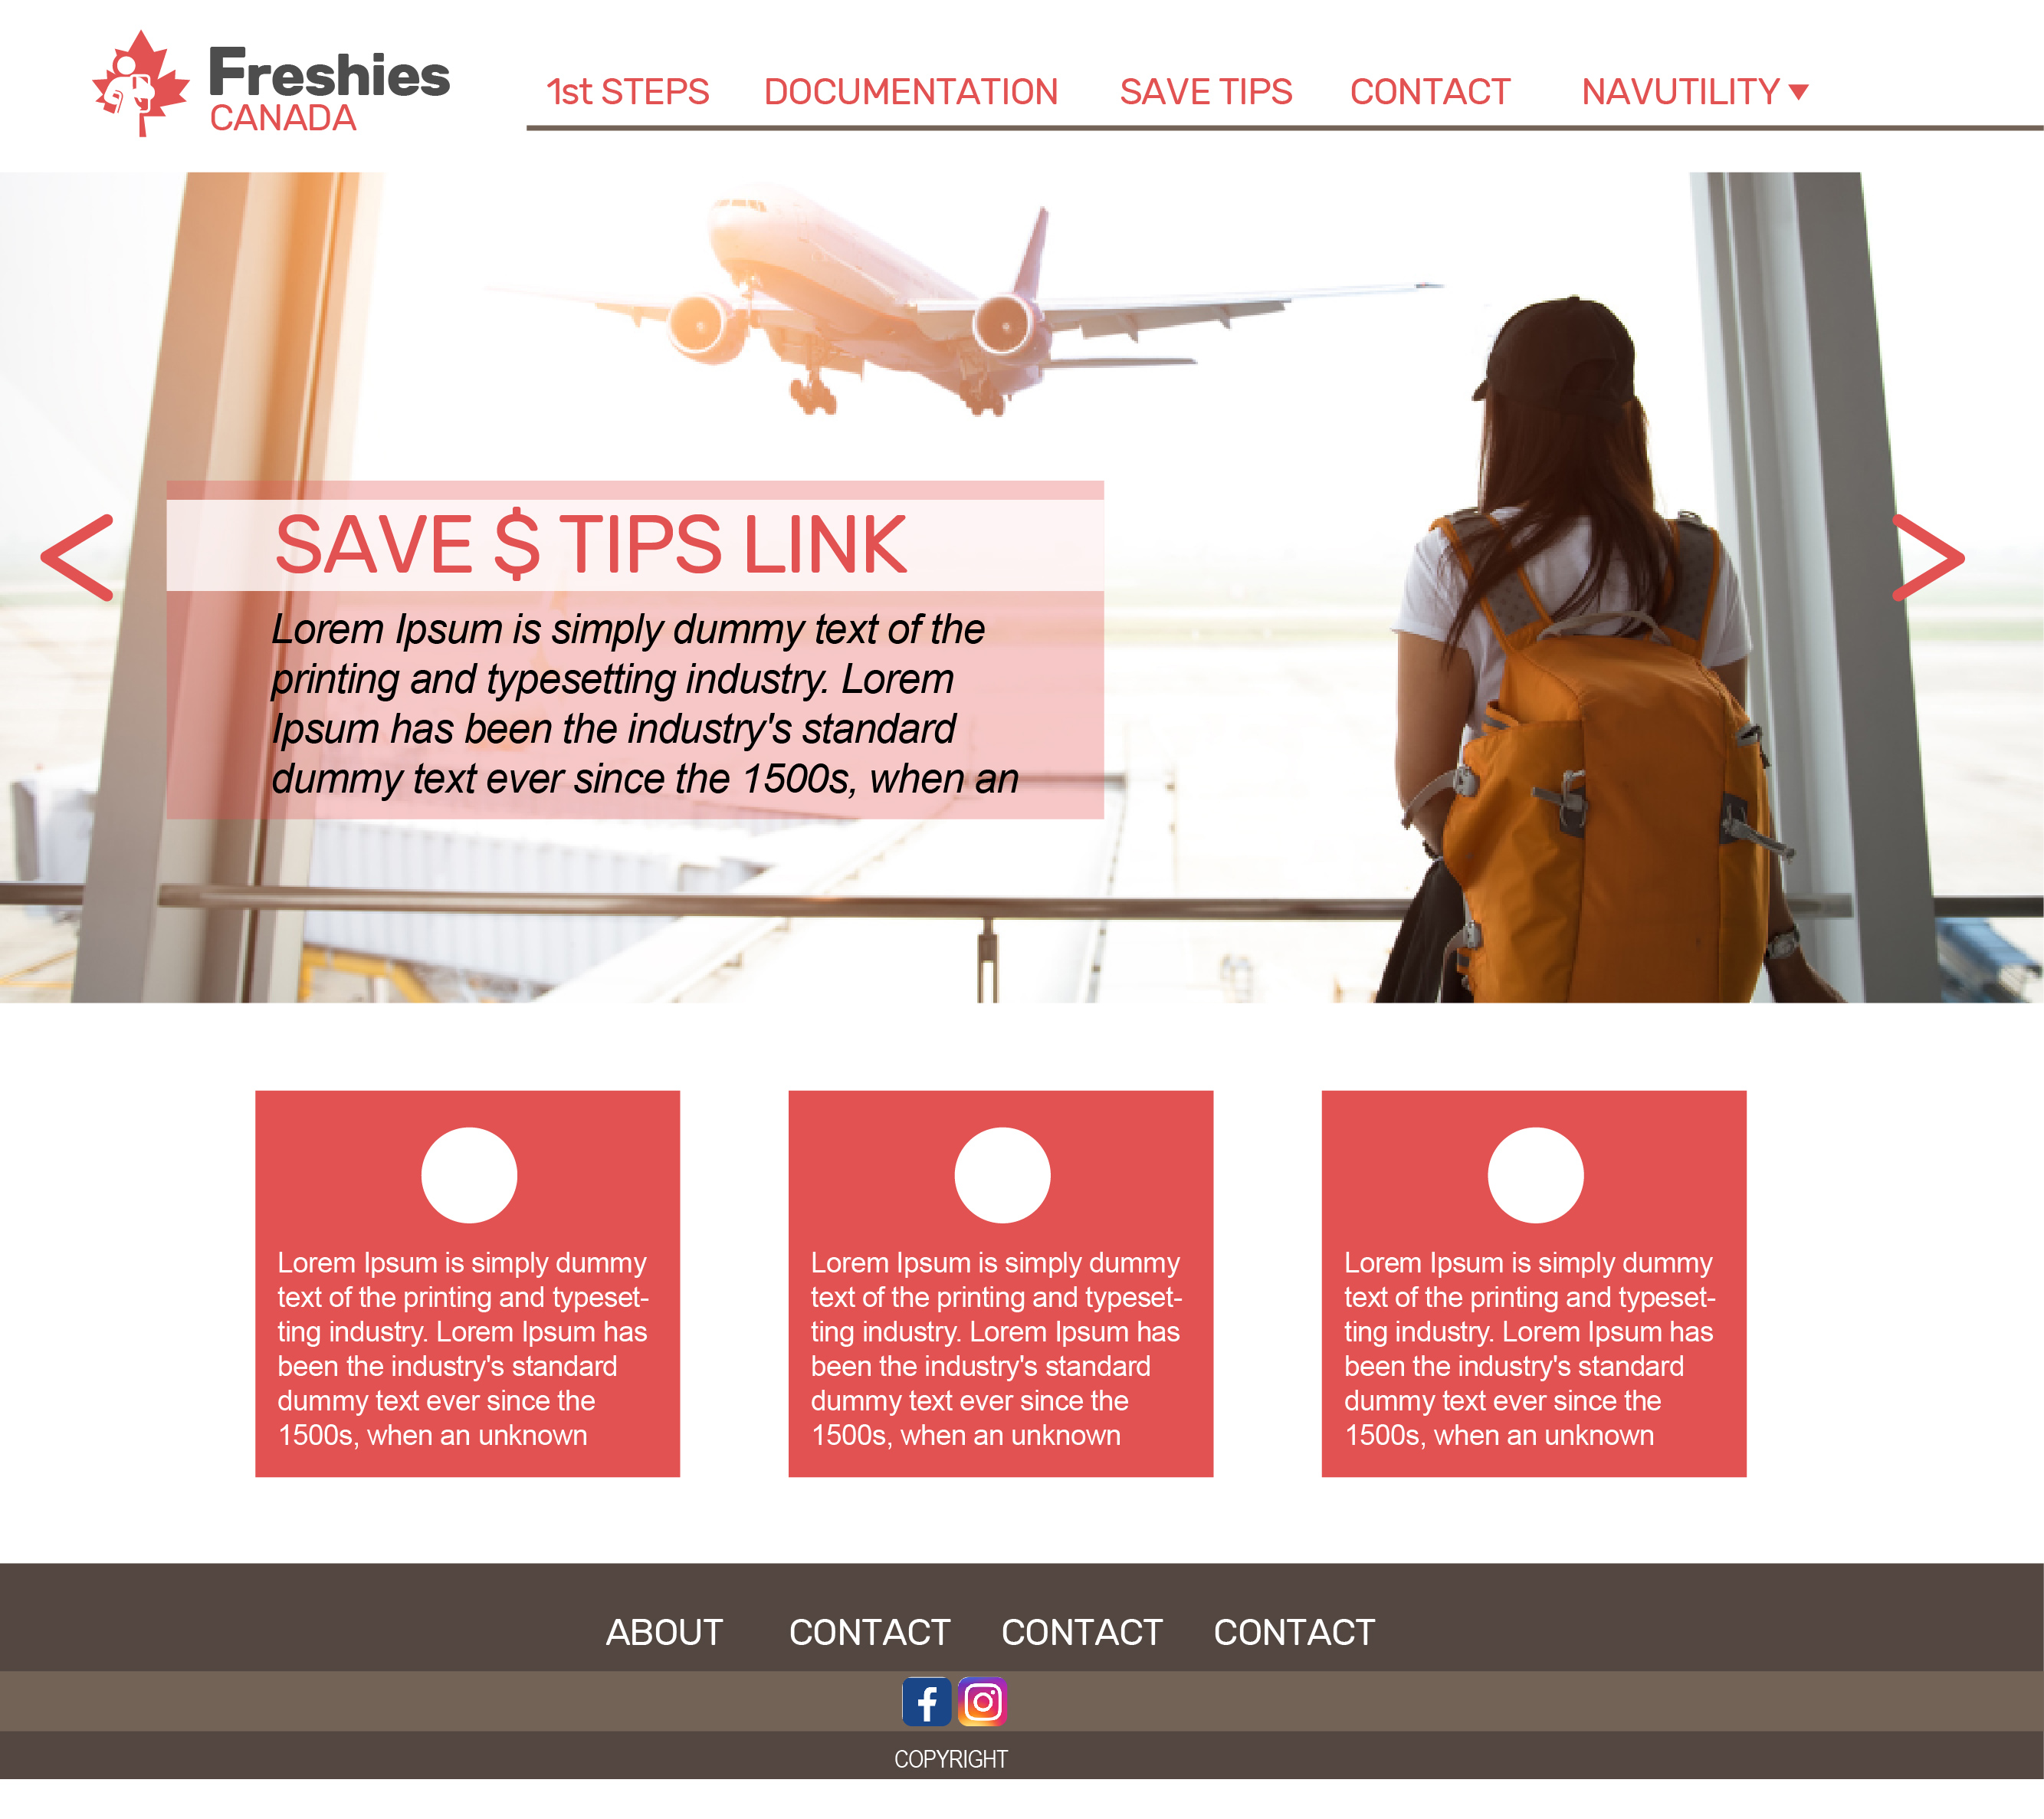 Freshies
CANADA
1st STEPS DOCUMENTATION SAVE TIPS CONTACT NAVUTILITY
SAVE $ TIPS LINK
Lorem Ipsum is simply dummy text of the
printing and typesetting industry. Lorem
Ipsum has been the industry's standard
dummy text ever since the 1500s, when an
Lorem Ipsum is simply dummy
text of the printing and typeset-
ting industry. Lorem Ipsum has
been the industry's standard
dummy text ever since the
1500s, when an unknown
Lorem Ipsum is simply dummy
text of the printing and typeset-
ting industry. Lorem Ipsum has
been the industry's standard
dummy text ever since the
1500s, when an unknown
Lorem Ipsum is simply dummy
text of the printing and typeset-
ting industry. Lorem Ipsum has
been the industry's standard
dummy text ever since the
1500s, when an unknown
ABOUT CONTACT CONTACT CONTACT
COPYRIGHT